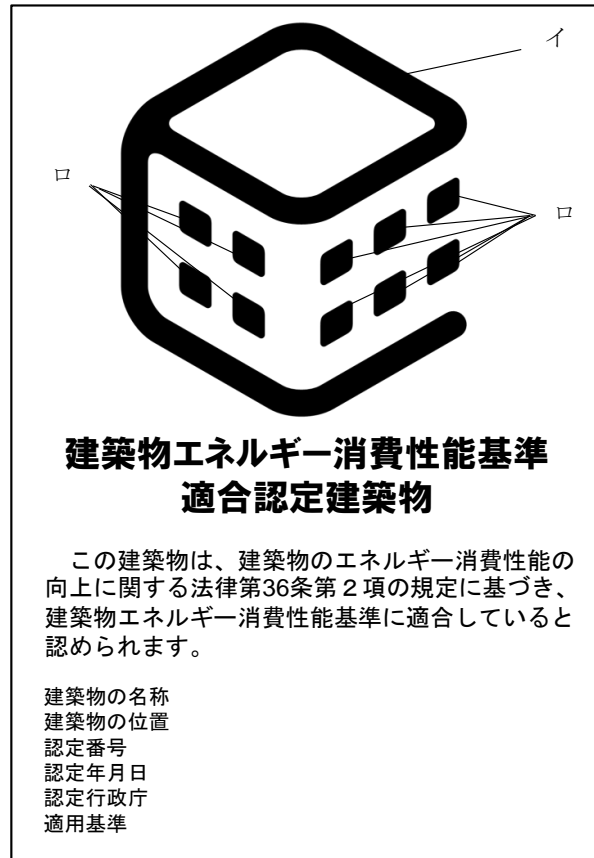 イ
ロ
ロ
建築物エネルギー消費性能基準
適合認定建築物
　この建築物は、建築物のエネルギー消費性能の
向上に関する法律第36条第２項の規定に基づき、
建築物エネルギー消費性能基準に適合していると
認められます。
建築物の名称
建築物の位置
認定番号
認定年月日
認定行政庁
適用基準